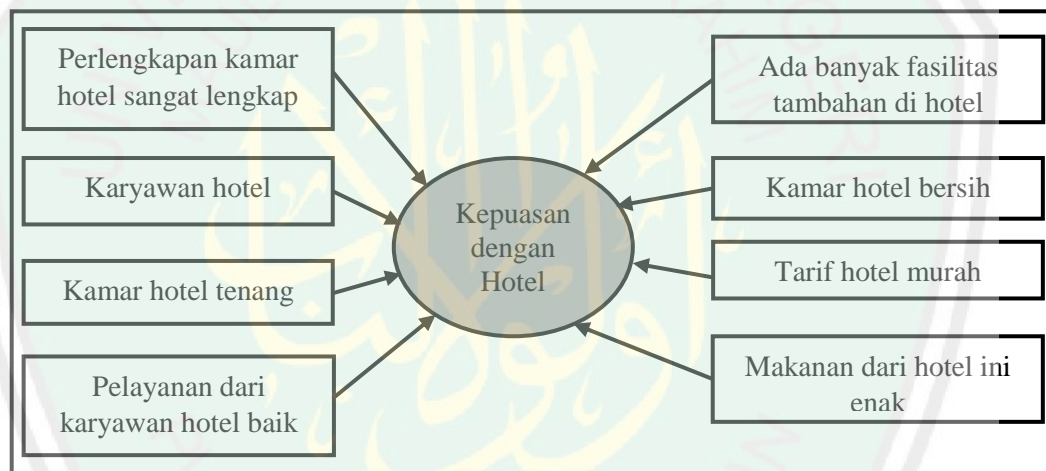 Perlengkapan kamar
hotel sangat lengkap
Karyawan hotel
Kamar hotel tenang
Pelayanan dari
karyawan hotel baik
Kepuasan
dengan
Hotel
Ada banyak fasilitas
tambahan di hotel
Kamar hotel bersih
Tarif hotel murah
Makanan dari hotel ini
enak